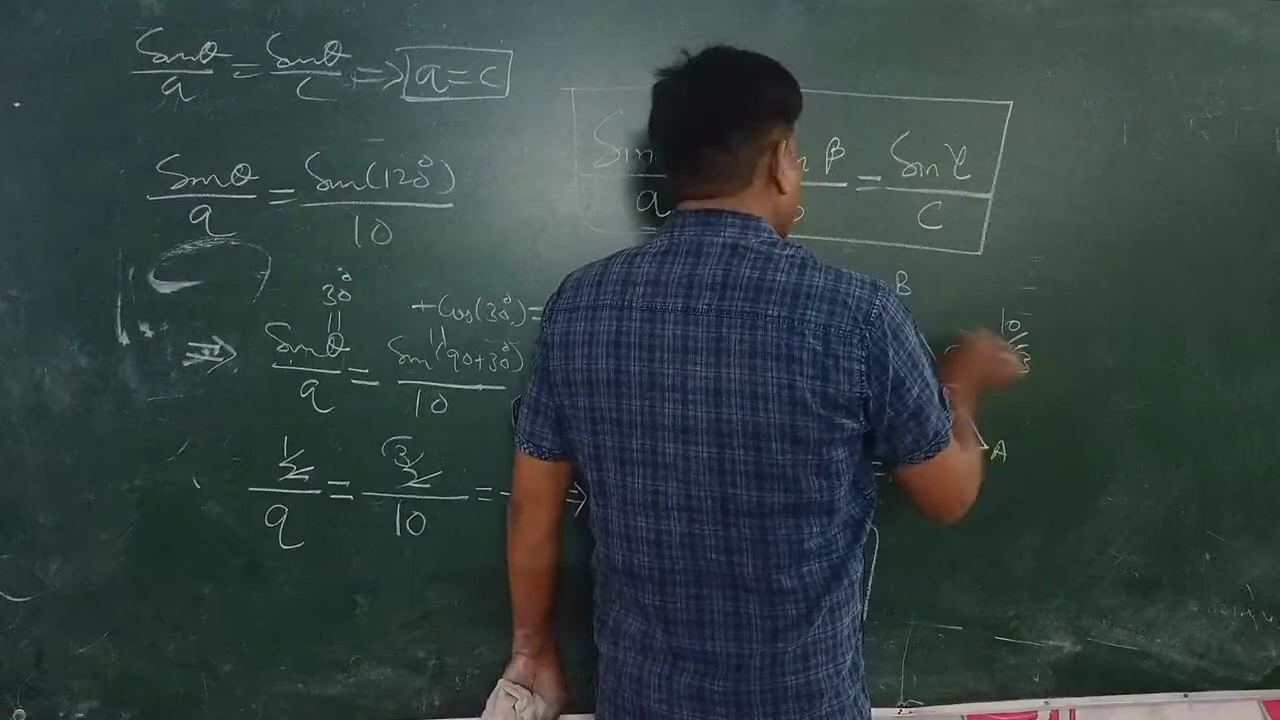 Sinθ/a = Sinθ/c ⇒ a = c
Sinθ/a = Sin(120°)/10
Sin
a
β
= Sin γ/c
30°
||
+Cos(30°) =
||
⇒ Sinθ/a = Sin(90+30°)/10
B
10
A
1/2/a = √3/2/10 =